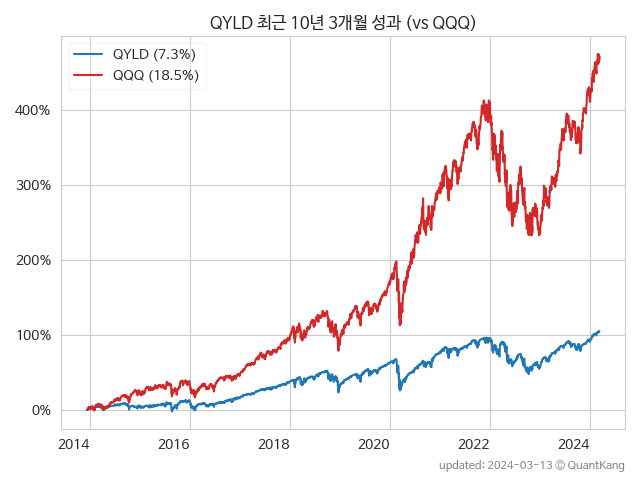 QYLD 최근 10년 3개월 성과 (vs QQQ)
QYLD (7.3%)
QQQ (18.5%)
400%
300%
200%
100%
0%
2014 2016 2018 2020 2022 2024
updated: 2024-03-13 © QuantKang